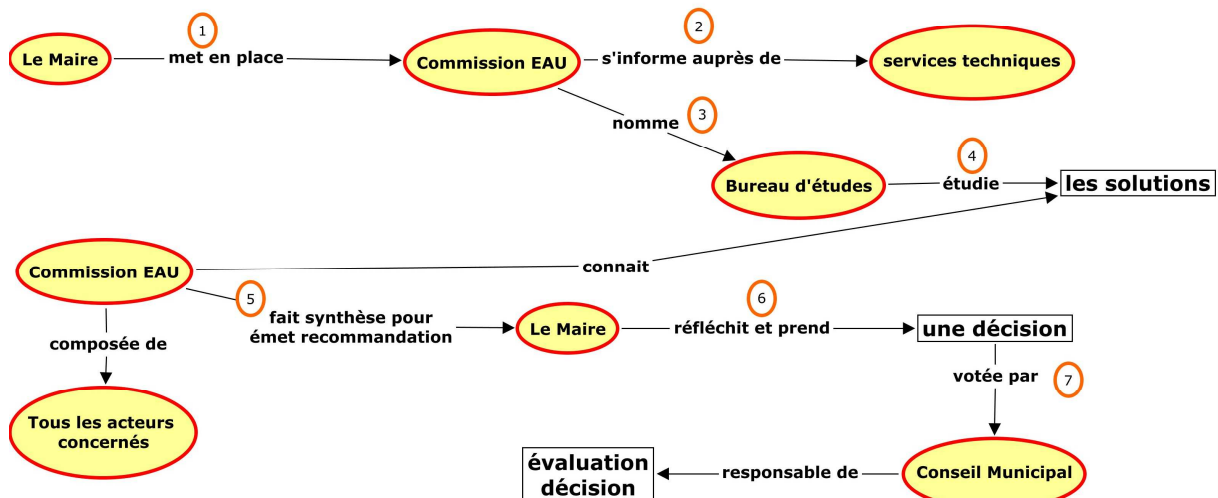 1
2
Le Maire met en place Commission EAU s'informe auprès de services techniques
nomme 3
4
Bureau d'études étudie les solutions
Commission EAU connait
5
6
fait synthèse pour
émet recommandation
Le Maire réfléchit et prend une décision
composée de
votée par 7
Tous les acteurs
concernés
évaluation
décision
responsable de Conseil Municipal